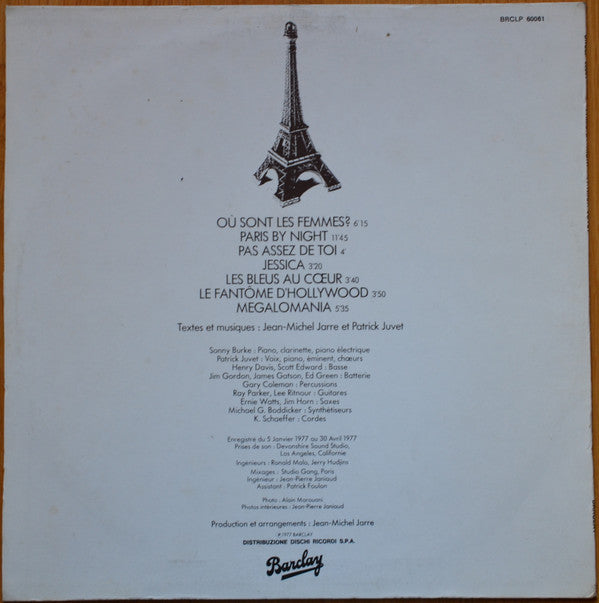 BRCLP 60061
OÙ SONT LES FEMMES? 6'15
PARIS BY NIGHT 11'45
PAS ASSEZ DE TOI 4'
JESSICA 3'20
LES BLEUS AU CŒUR 3'40
LE FANTÔME D'HOLLYWOOD 3'50
MEGALOMANIA 5'35
Textes et musiques : Jean-Michel Jarre et Patrick Juvet
Sonny Burke : Piano, clarinette, piano électrique
Patrick Juvet : Voix, piano, éminent, chœurs
Henry Davis, Scott Edward : Basse
Jim Gordon, James Gatson, Ed Green : Batterie
Gary Coleman : Percussions
Ray Parker, Lee Ritnour : Guitares
Ernie Watts, Jim Horn : Saxes
Michael G. Boddicker : Synthétiseurs
K. Schaeffer : Cordes
Enregistre du 5 Janvier 1977 au 30 Avril 1977
Prises de son : Devonshire Sound Studio,
Los Angeles, Californie
Ingénieurs : Ronald Malo, Jerry Hudjins
Mixages : Studio Gang, Paris
Ingénieur : Jean-Pierre Janiaud
Assistant : Patrick Foulon
Photo : Alain Marouani
Photos intérieures : Jean-Pierre Janiaud
Production et arrangements : Jean-Michel Jarre
℗ 1977 BARCLAY
DISTRIBUZIONE DISCHI RICORDI S.P.A.
Barclay